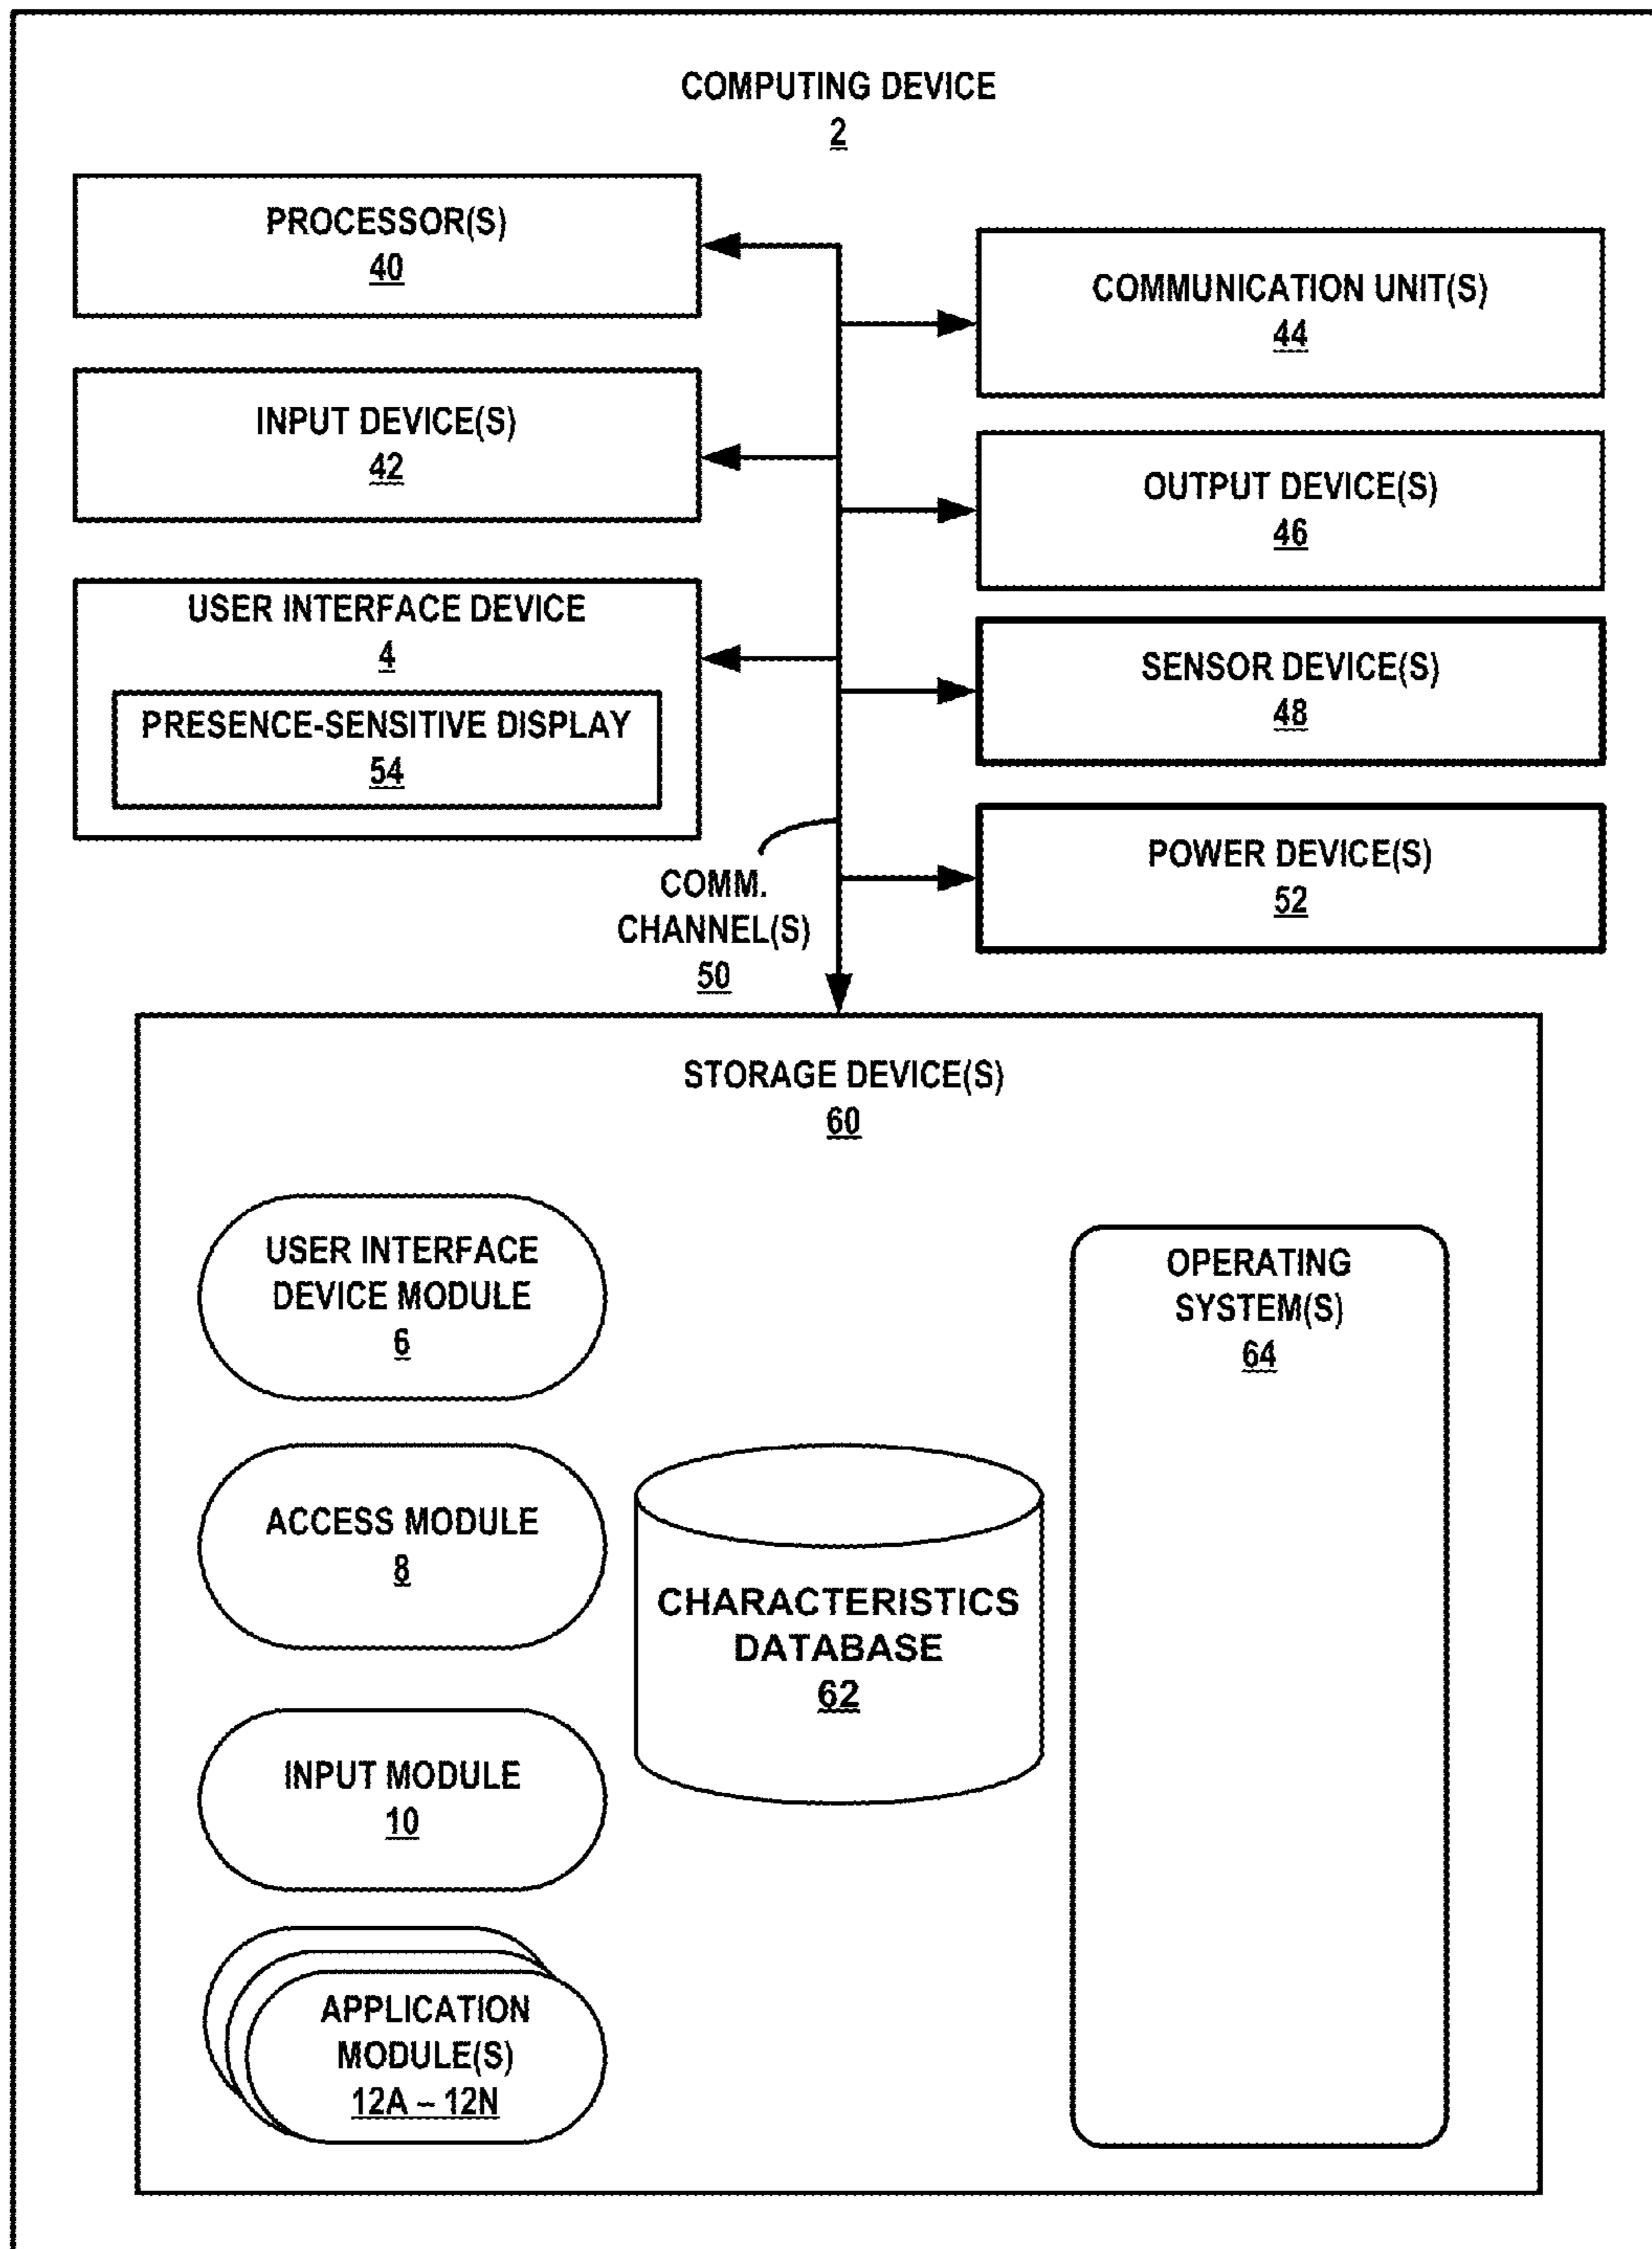 COMPUTING DEVICE
2
PROCESSOR(S)
40
COMMUNICATION UNIT(S)
44
INPUT DEVICE(S)
42
OUTPUT DEVICE(S)
46
USER INTERFACE DEVICE
4
PRESENCE-SENSITIVE DISPLAY
54
SENSOR DEVICE(S)
48
POWER DEVICE(S)
52
COMM.
CHANNEL(S)
50
STORAGE DEVICE(S)
60
USER INTERFACE
DEVICE MODULE
6
ACCESS MODULE
8
INPUT MODULE
10
APPLICATION
MODULE(S)
12A – 12N
CHARACTERISTICS
DATABASE
62
OPERATING
SYSTEM(S)
64